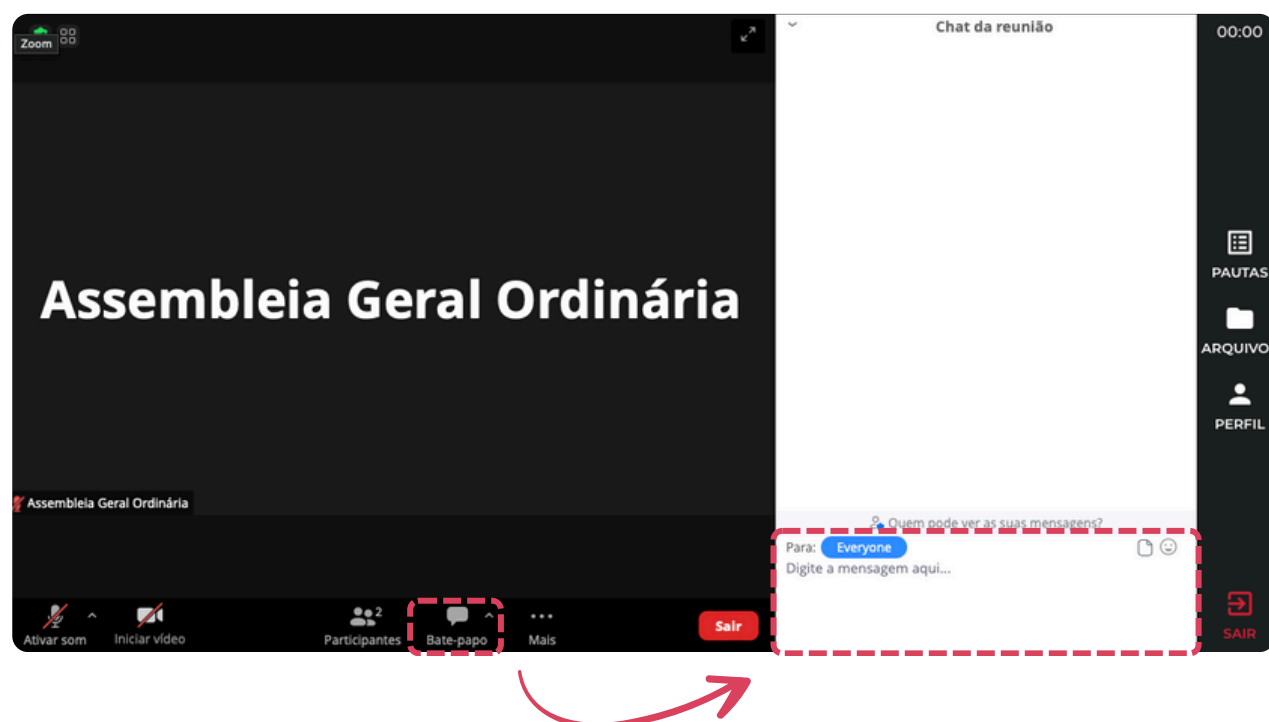 Zoom
Assembleia Geral Ordinária
Assembleia Geral Ordinária
Ativar som
Iniciar vídeo
2
Participantes
Bate-papo
Mais
Sair
Chat da reunião
Quem pode ver as suas mensagens?
Para: Everyone
Digite a mensagem aqui...
00:00
PAUTAS
ARQUIVO
PERFIL
SAIR